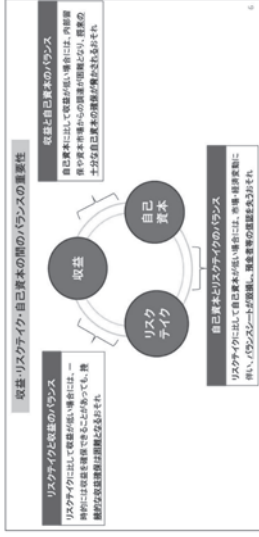 収益・リスクテイク・自己資本の間のバランスの重要性
リスクテイクと収益のバランス
リスクテイクに対して収益が低い場合には、一
時的には収益を確保できることがあっても、持
続的な収益確保は困難となるおそれ
収益と自己資本のバランス
自己資本に対して収益が低い場合には、内部留
保や資本市場からの調達が困難となり、将来の
十分な自己資本の確保が脅かされるおそれ
収益
リスク
テイク
自己
資本
自己資本とリスクテイクのバランス
リスクテイクに対して自己資本が低い場合には、市場・経済変動に
伴い、バランスシートが毀損し、預金者等の信認を失うおそれ
6